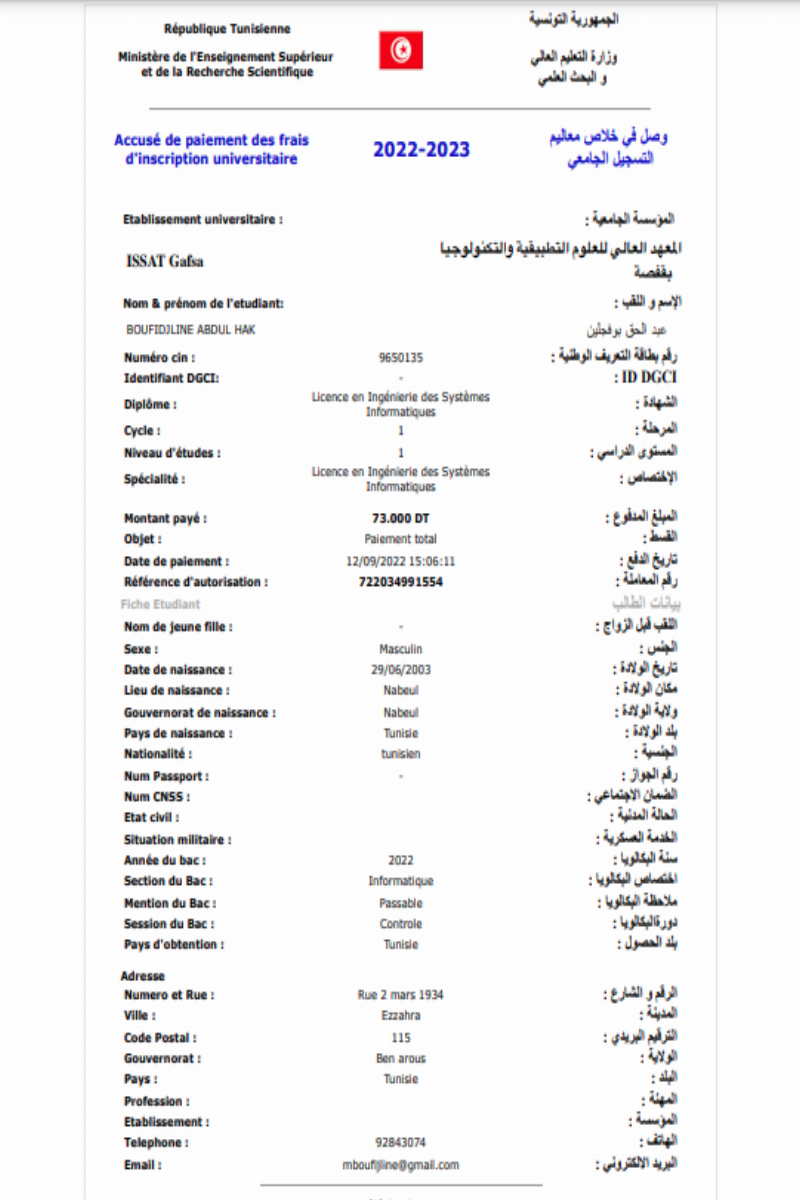 République Tunisienne
الجمهورية التونسية
Ministère de l'Enseignement Supérieur
et de la Recherche Scientifique
وزارة التعليم العالي
و البحث العلمي
Accusé de paiement des frais
d'inscription universitaire
2022-2023
وصل في خلاص معاليم
التسجيل الجامعي
Etablissement universitaire :
المؤسسة الجامعية :
ISSAT Gafsa
المعهد العالي للعلوم التطبيقية والتكنولوجيا
بقفصة
Nom & prénom de l'etudiant:
الإسم و اللقب :
BOUFIDJLINE ABDUL HAK
عبد الحق بوفجلين
Numéro cin : 9650135 رقم بطاقة التعريف الوطنية :
Identifiant DGCI: - ID DGCI :
Diplôme : Licence en Ingénierie des Systèmes
Informatiques الشهادة :
Cycle : 1 المرحلة :
Niveau d'études : 1 المستوى الدراسي :
Spécialité : Licence en Ingénierie des Systèmes
Informatiques الإختصاص :
Montant payé : 73.000 DT المبلغ المدفوع :
Objet : Paiement total القسط :
Date de paiement : 12/09/2022 15:06:11 تاريخ الدفع :
Référence d'autorisation : 722034991554 رقم المعاملة :
Fiche Etudiant بيانات الطالب
Nom de jeune fille : - اللقب قبل الزواج :
Sexe : Masculin الجنس :
Date de naissance : 29/06/2003 تاريخ الولادة :
Lieu de naissance : Nabeul مكان الولادة :
Gouvernorat de naissance : Nabeul ولاية الولادة :
Pays de naissance : Tunisie بلد الولادة :
Nationalité : tunisien الجنسية :
Num Passport : - رقم الجواز :
Num CNSS : الضمان الاجتماعي :
Etat civil : الحالة المدنية :
Situation militaire : الخدمة العسكرية :
Année du bac : 2022 سنة البكالويا :
Section du Bac : Informatique اختصاص البكالويا :
Mention du Bac : Passable ملاحظة البكالويا :
Session du Bac : Controle دورةالبكالويا :
Pays d'obtention : Tunisie بلد الحصول :
Adresse
Numero et Rue : Rue 2 mars 1934 الرقم و الشارع :
Ville : Ezzahra المدينة :
Code Postal : 115 الترقيم البريدي :
Gouvernorat : Ben arous الولاية :
Pays : Tunisie البلد :
Profession : المهنة :
Etablissement : المؤسسة :
Telephone : 92843074 الهاتف :
Email : mboufijline@gmail.com البريد الالكتروني :